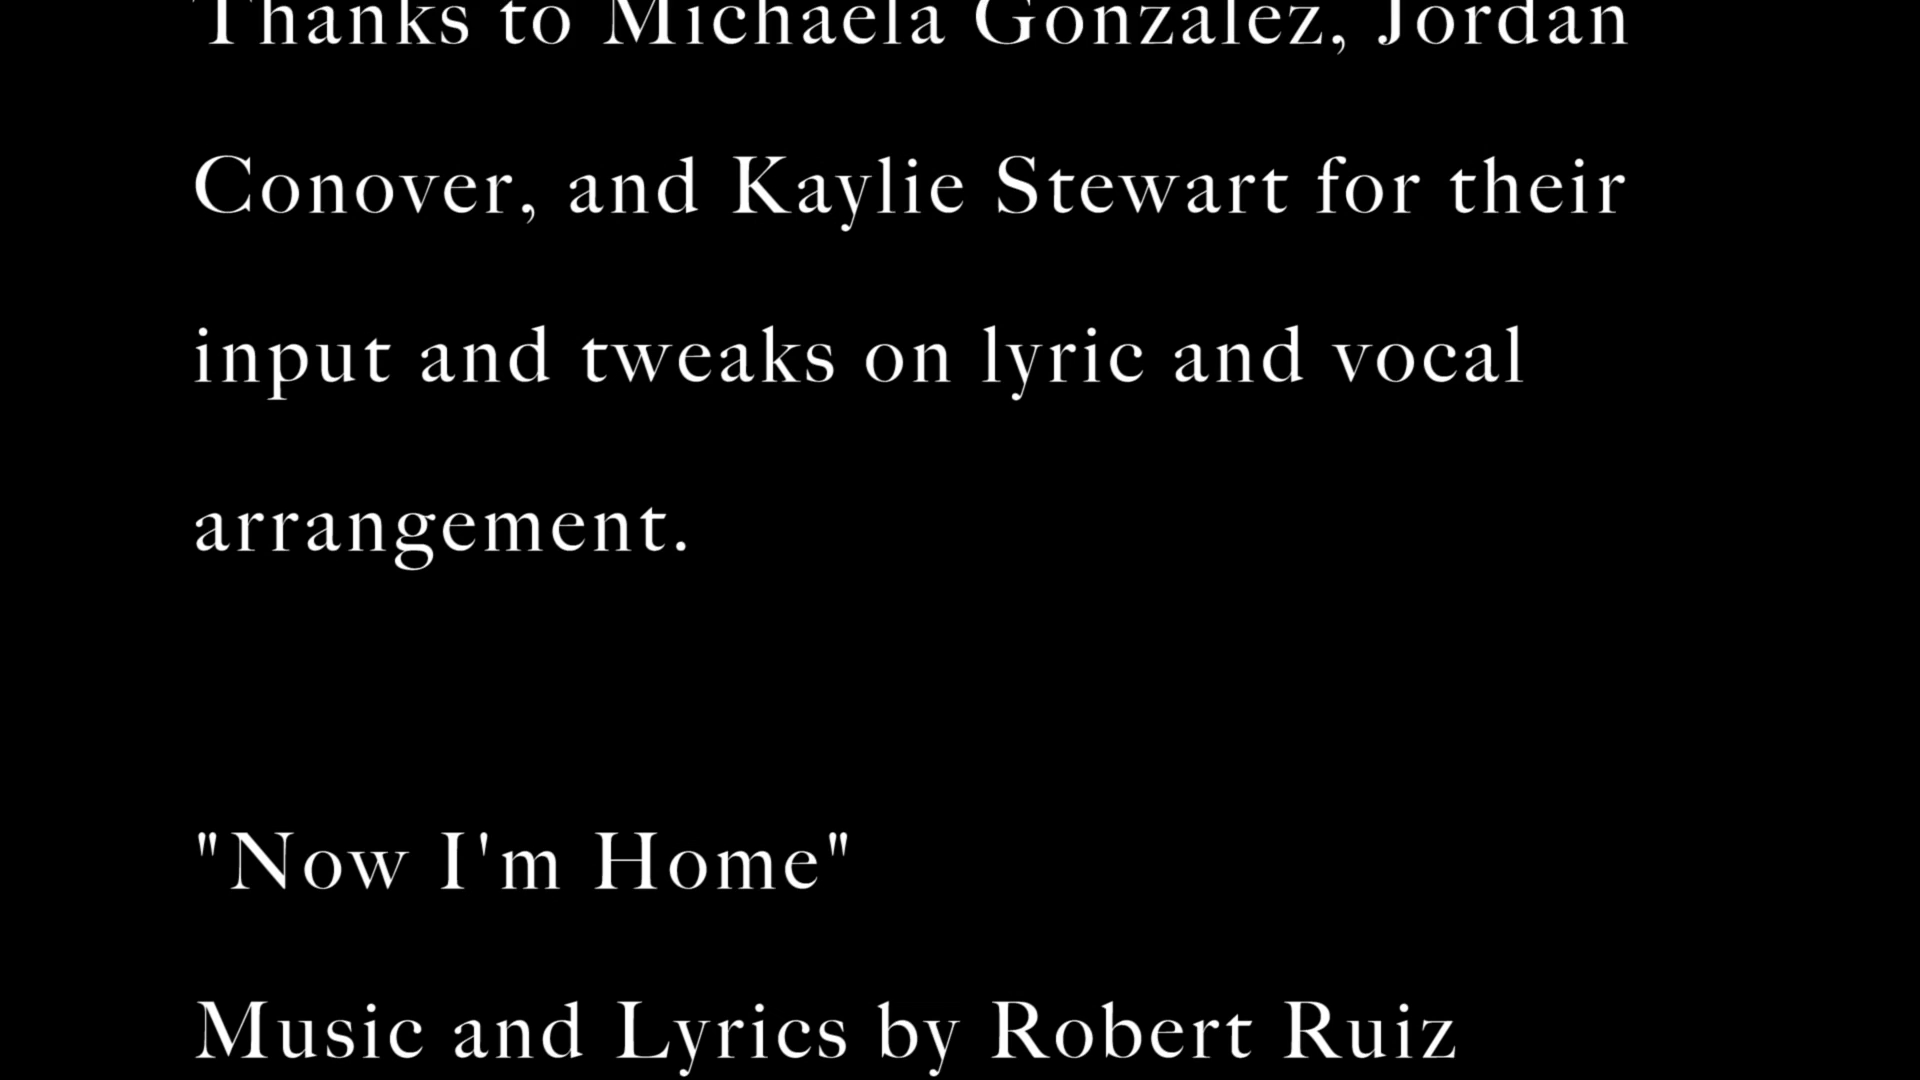 Thanks to Michaela Gonzalez, Jordan
Conover, and Kaylie Stewart for their
input and tweaks on lyric and vocal
arrangement.
"Now I'm Home"
Music and Lyrics by Robert Ruiz